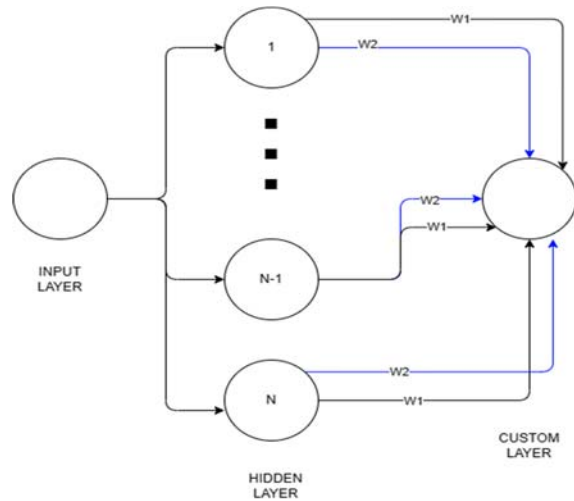 W1
1
W2
W2
W1
INPUT
LAYER
N-1
W2
N
W1
CUSTOM
LAYER
HIDDEN
LAYER